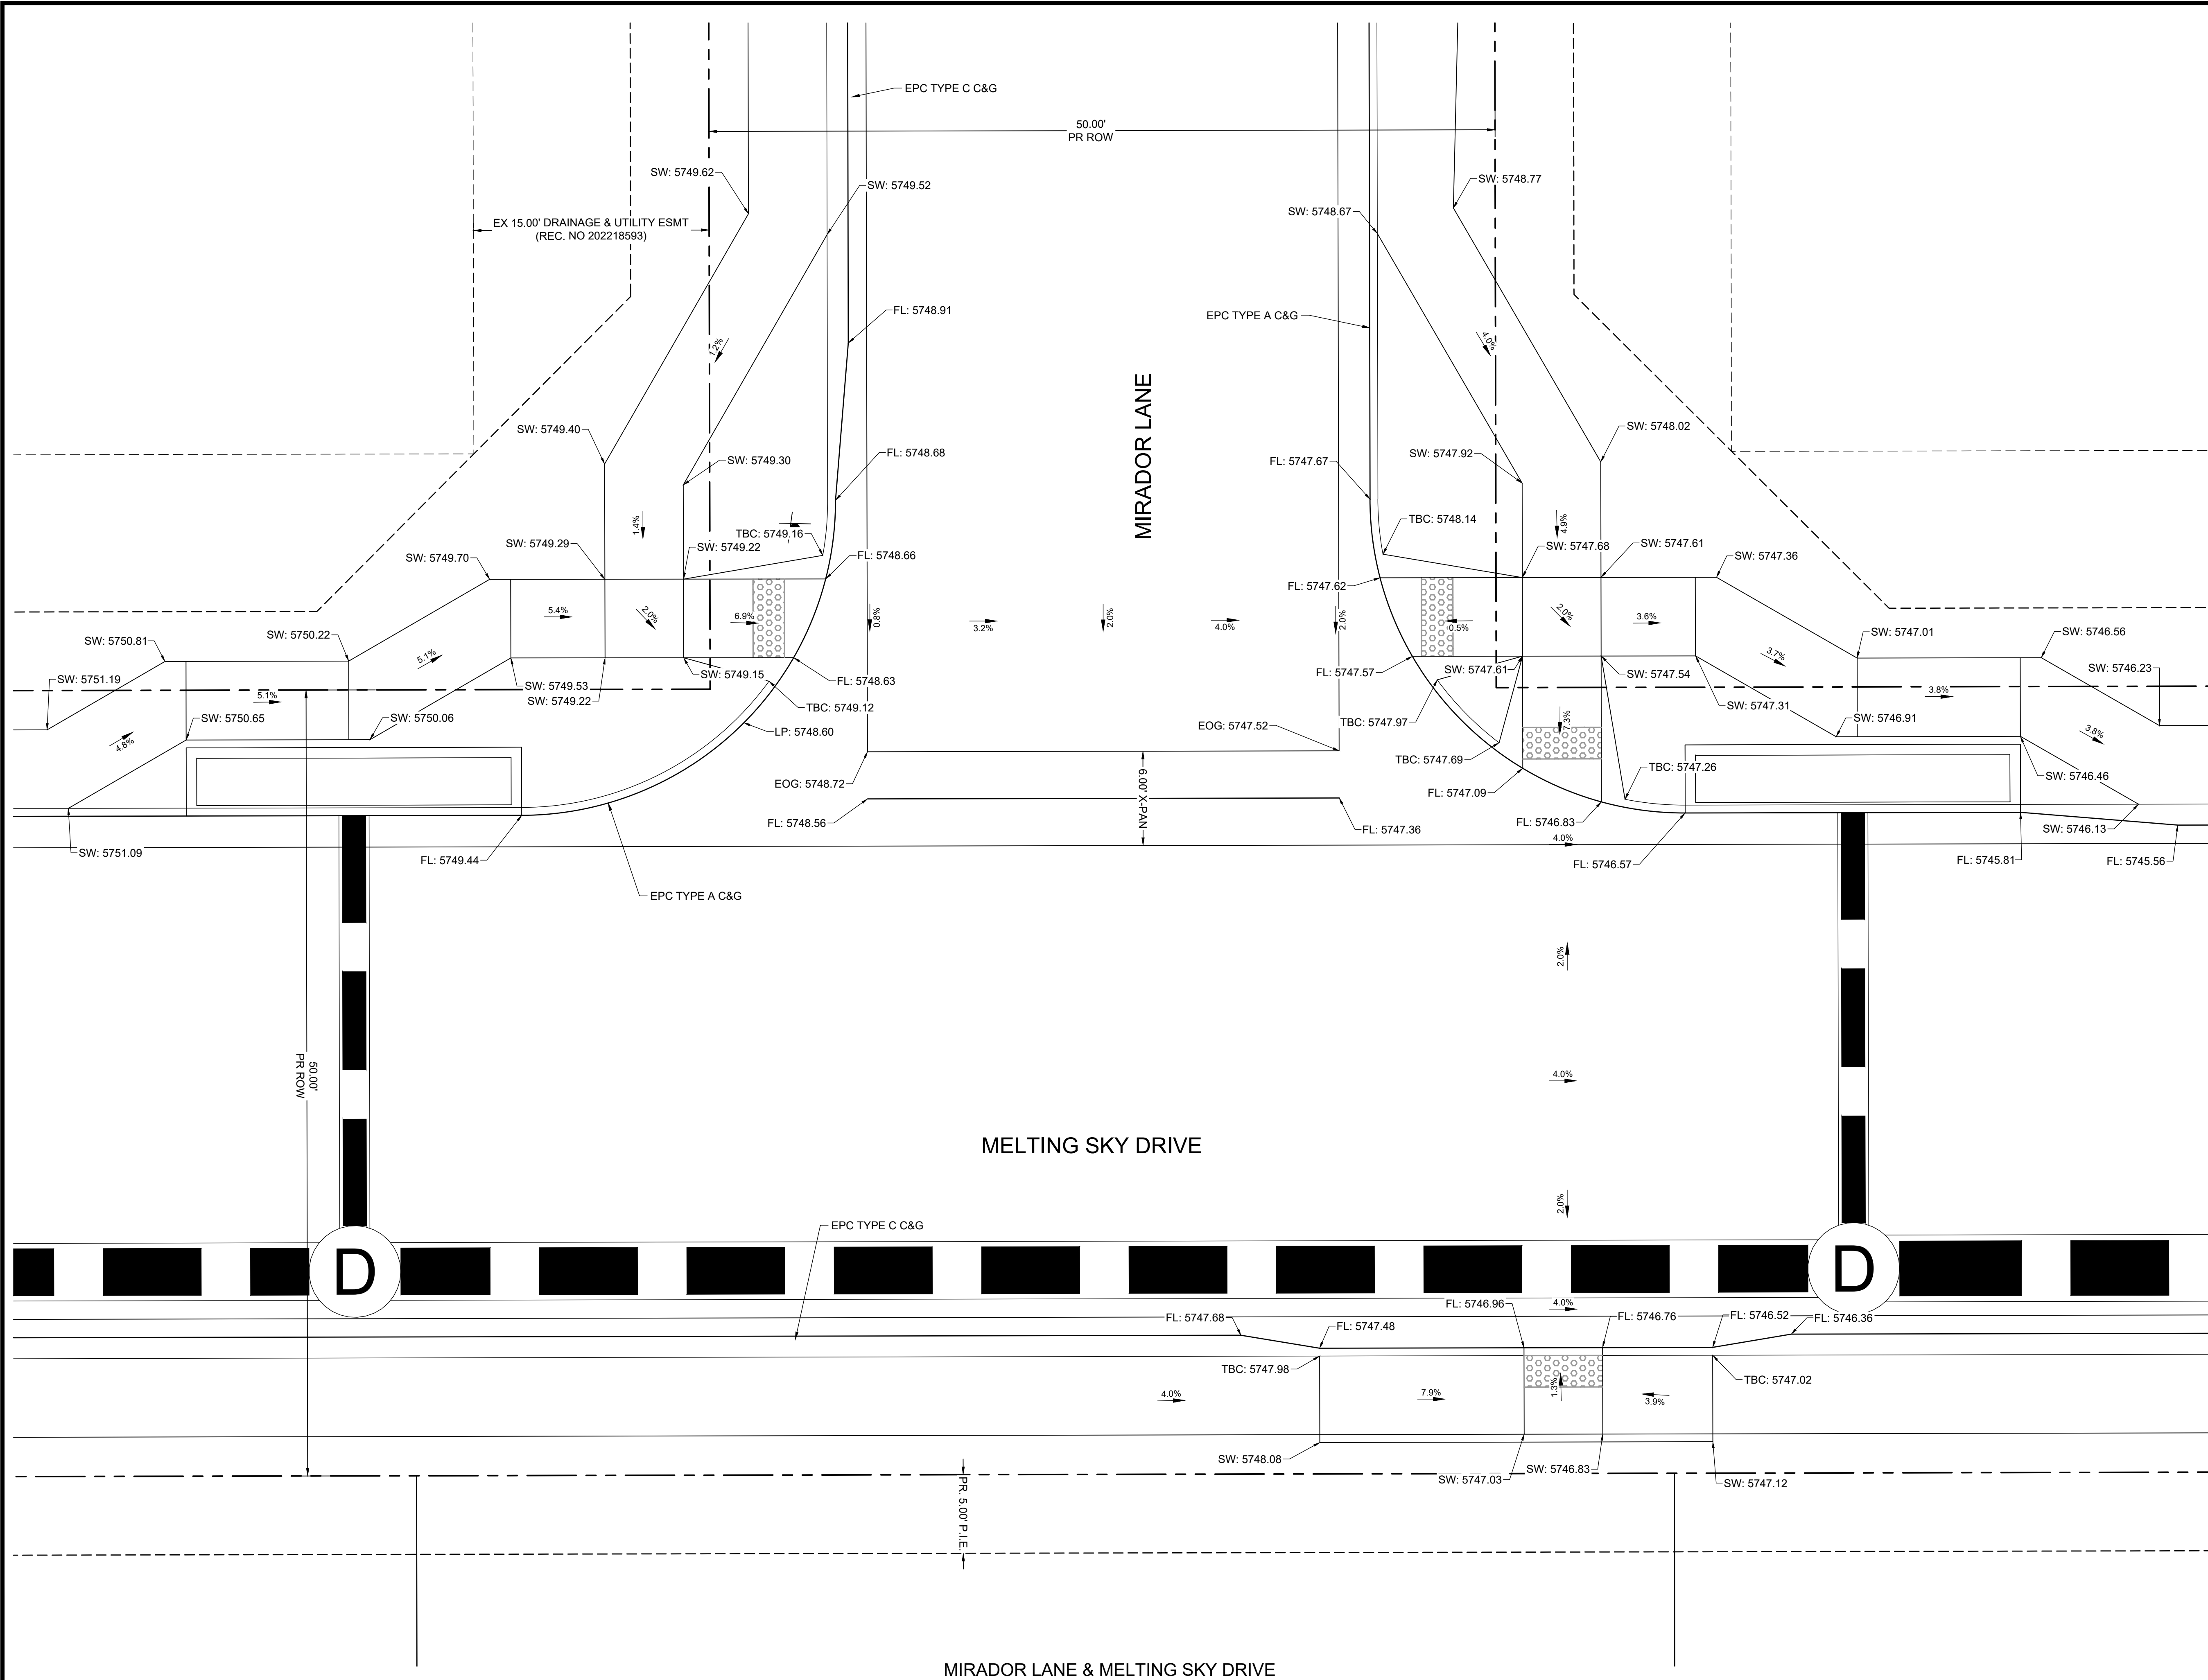 EPC TYPE C C&G
50.00'
PR ROW
SW: 5749.62
SW: 5749.52
SW: 5748.77
SW: 5748.67
EX 15.00' DRAINAGE & UTILITY ESMT
(REC. NO 202218593)
FL: 5748.91
EPC TYPE A C&G
1.2%
4.0%
MIRADOR LANE
SW: 5749.40
SW: 5749.30
FL: 5748.68
FL: 5747.67
SW: 5747.92
SW: 5748.02
1.4%
TBC: 5749.16
TBC: 5748.14
4.9%
SW: 5749.70
SW: 5749.29
SW: 5749.22
FL: 5748.66
SW: 5747.68
SW: 5747.61
SW: 5747.36
FL: 5747.62
5.4%
2.0%
6.9%
0.8%
3.2%
2.0%
4.0%
2.0%
0.5%
2.0%
3.6%
SW: 5750.81
SW: 5750.22
5.1%
SW: 5747.01
SW: 5746.56
3.7%
SW: 5751.19
5.1%
SW: 5749.53
SW: 5749.22
SW: 5749.15
FL: 5748.63
FL: 5747.57
SW: 5747.61
SW: 5747.54
SW: 5746.23
3.8%
SW: 5750.65
SW: 5750.06
TBC: 5749.12
LP: 5748.60
EOG: 5747.52
TBC: 5747.97
7.3%
SW: 5747.31
SW: 5746.91
4.8%
3.8%
EOG: 5748.72
6.00' X-PAN
TBC: 5747.69
TBC: 5747.26
SW: 5746.46
FL: 5747.09
FL: 5748.56
FL: 5747.36
FL: 5746.83
4.0%
SW: 5746.13
SW: 5751.09
FL: 5749.44
FL: 5746.57
FL: 5745.81
FL: 5745.56
EPC TYPE A C&G
2.0%
50.00'
PR ROW
4.0%
MELTING SKY DRIVE
2.0%
EPC TYPE C C&G
D
D
FL: 5747.68
FL: 5747.48
FL: 5746.96
4.0%
FL: 5746.76
FL: 5746.52
FL: 5746.36
TBC: 5747.98
TBC: 5747.02
4.0%
7.9%
1.3%
3.9%
SW: 5748.08
SW: 5747.03
SW: 5746.83
SW: 5747.12
PR. 5.00' P.I.E.
MIRADOR LANE & MELTING SKY DRIVE